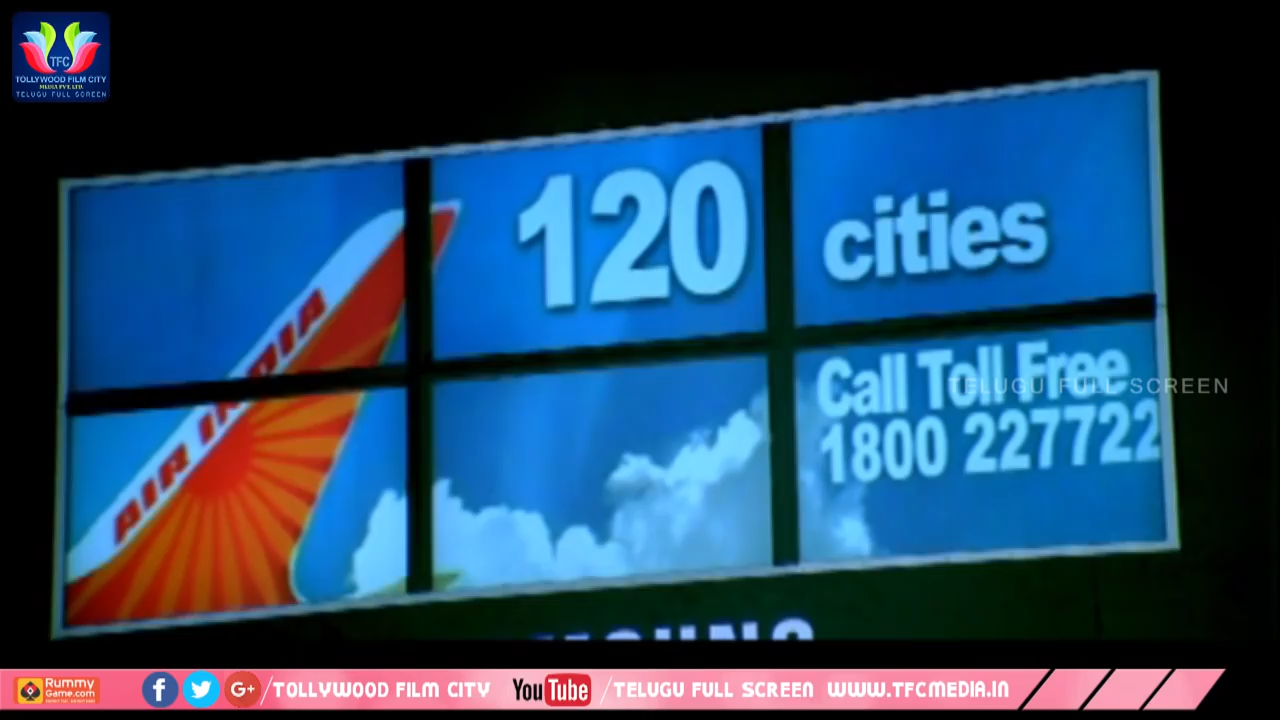 TFC
TOLLYWOOD FILM CITY
MEDIA PVT. LTD.
TELUGU FULL SCREEN
120 cities
AIR INDIA
Call Toll Free
1800 227722
TELUGU FULL SCREEN
Rummy
Game.com
f G+ /TOLLYWOOD FILM CITY YouTube /TELUGU FULL SCREEN WWW.TFCMEDIA.IN